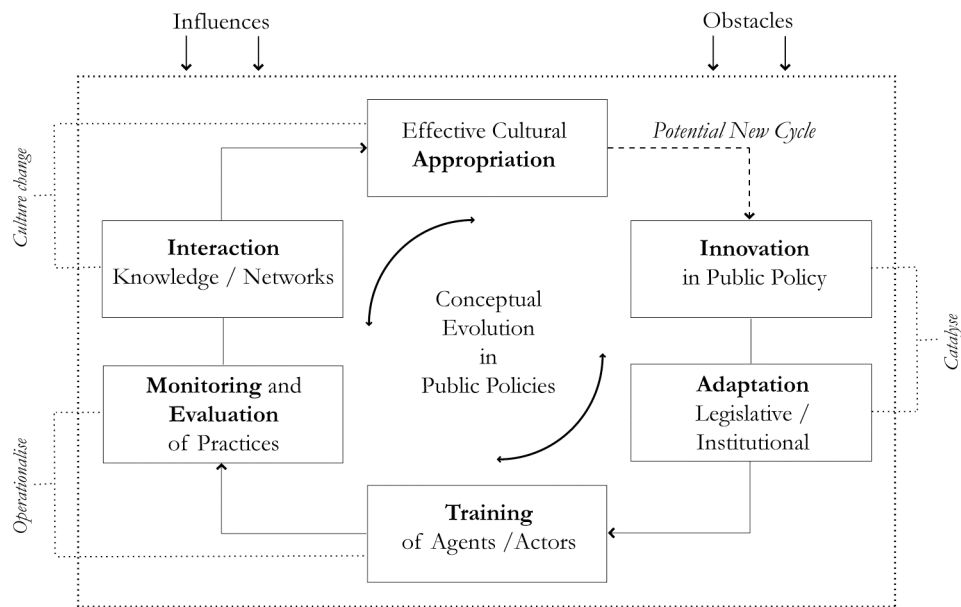 Influences
Obstacles
Effective Cultural
Appropriation
Potential New Cycle
Culture change
Interaction
Knowledge / Networks
Innovation
in Public Policy
Conceptual
Evolution
in
Public Policies
Catalyse
Monitoring and
Evaluation
of Practices
Adaptation
Legislative /
Institutional
Operationalise
Training
of Agents /Actors